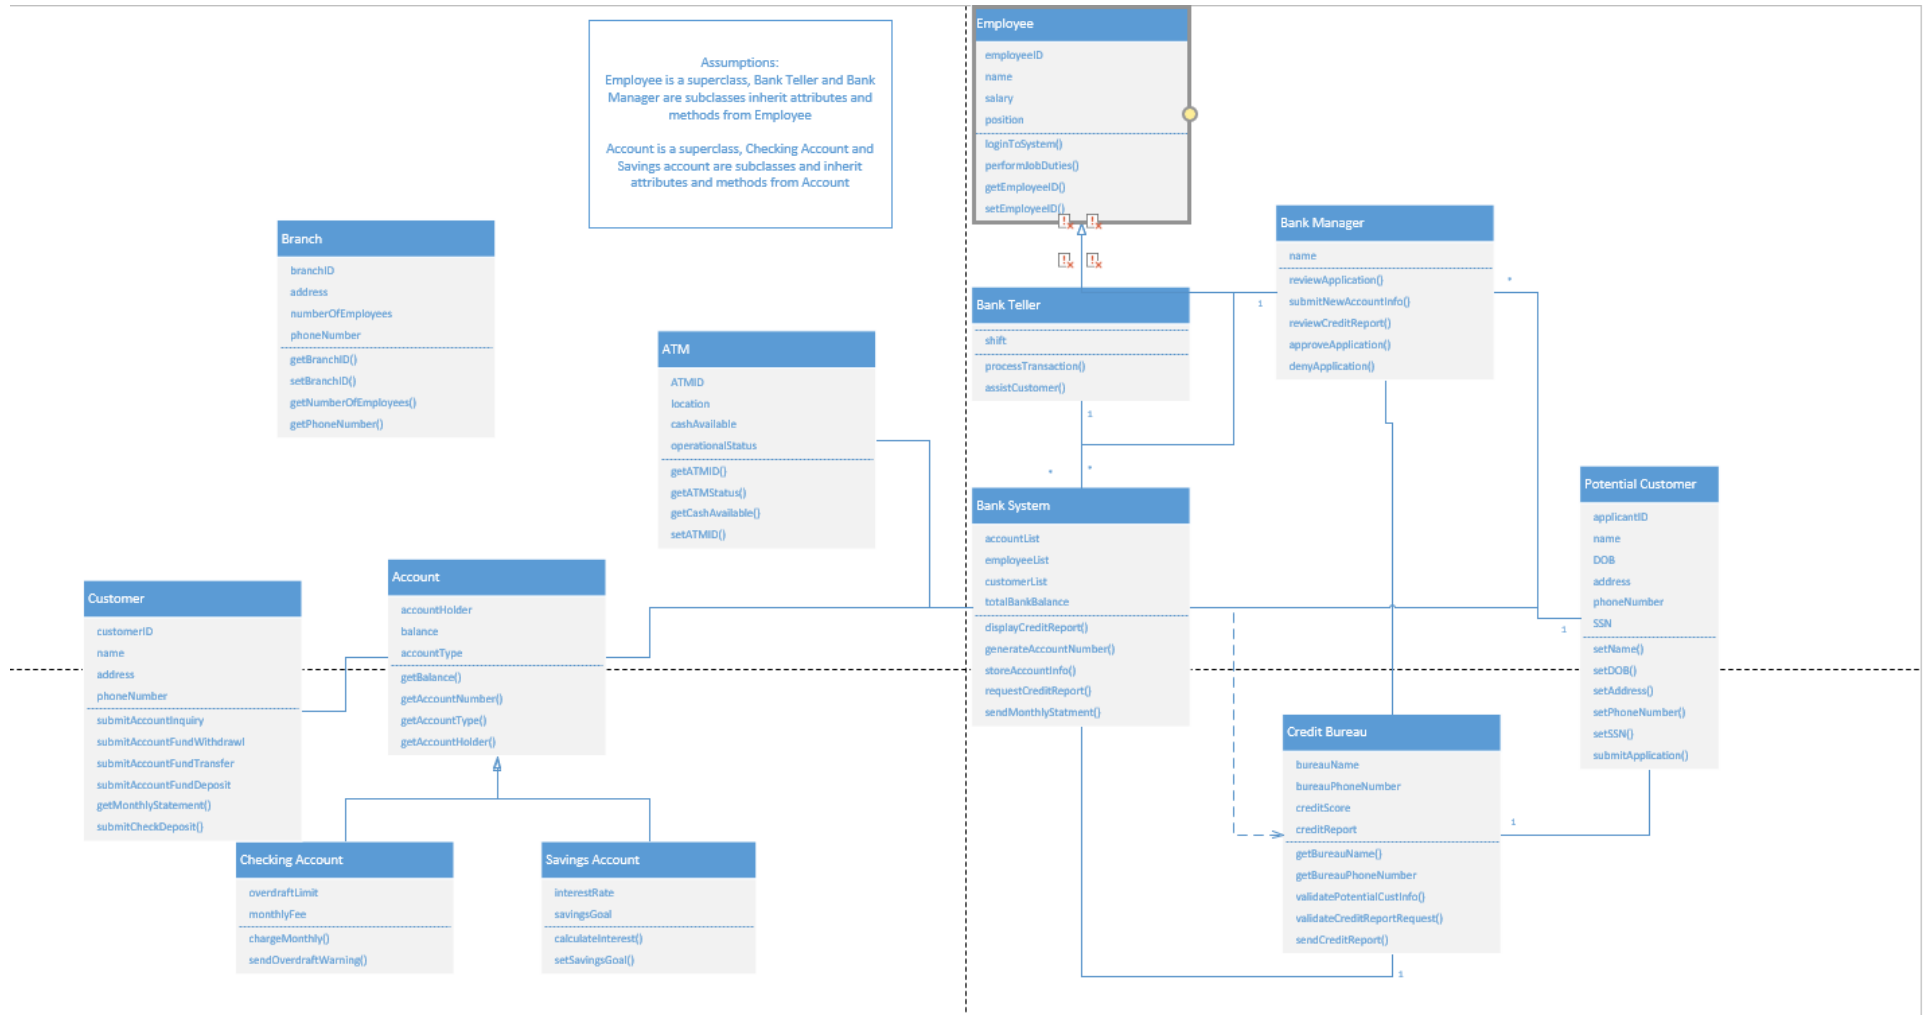 Assumptions:
Employee is a superclass, Bank Teller and Bank
Manager are subclasses inherit attributes and
methods from Employee
Account is a superclass, Checking Account and
Savings account are subclasses and inherit
attributes and methods from Account
Employee
employeeID
name
salary
position
loginToSystem()
performJobDuties()
getEmployeeID()
setEmployeeID()
Branch
branchID
address
numberOfEmployees
phoneNumber
getBranchID()
setBranchID()
getNumberOfEmployees()
getPhoneNumber()
Bank Manager
name
reviewApplication()
submitNewAccountInfo()
reviewCreditReport()
approveApplication()
denyApplication()
*
1
Bank Teller
shift
processTransaction()
assistCustomer()
1
*
*
ATM
ATMID
location
cashAvailable
operationalStatus
getATMID()
getATMStatus()
getCashAvailable()
setATMID()
Bank System
accountList
employeeList
customerList
totalBankBalance
displayCreditReport()
generateAccountNumber()
storeAccountInfo()
requestCreditReport()
sendMonthlyStatment()
Potential Customer
applicantID
name
DOB
address
phoneNumber
SSN
setName()
setDOB()
setAddress()
setPhoneNumber()
setSSN()
submitApplication()
1
Customer
customerID
name
address
phoneNumber
submitAccountInquiry
submitAccountFundWithdrawl
submitAccountFundTransfer
submitAccountFundDeposit
getMonthlyStatement()
submitCheckDeposit()
Account
accountHolder
balance
accountType
getBalance()
getAccountNumber()
getAccountType()
getAccountHolder()
Credit Bureau
bureauName
bureauPhoneNumber
creditScore
creditReport
getBureauName()
getBureauPhoneNumber
validatePotentialCustInfo()
validateCreditReportRequest()
sendCreditReport()
1
1
Checking Account
overdraftLimit
monthlyFee
chargeMonthly()
sendOverdraftWarning()
Savings Account
interestRate
savingsGoal
calculateInterest()
setSavingsGoal()